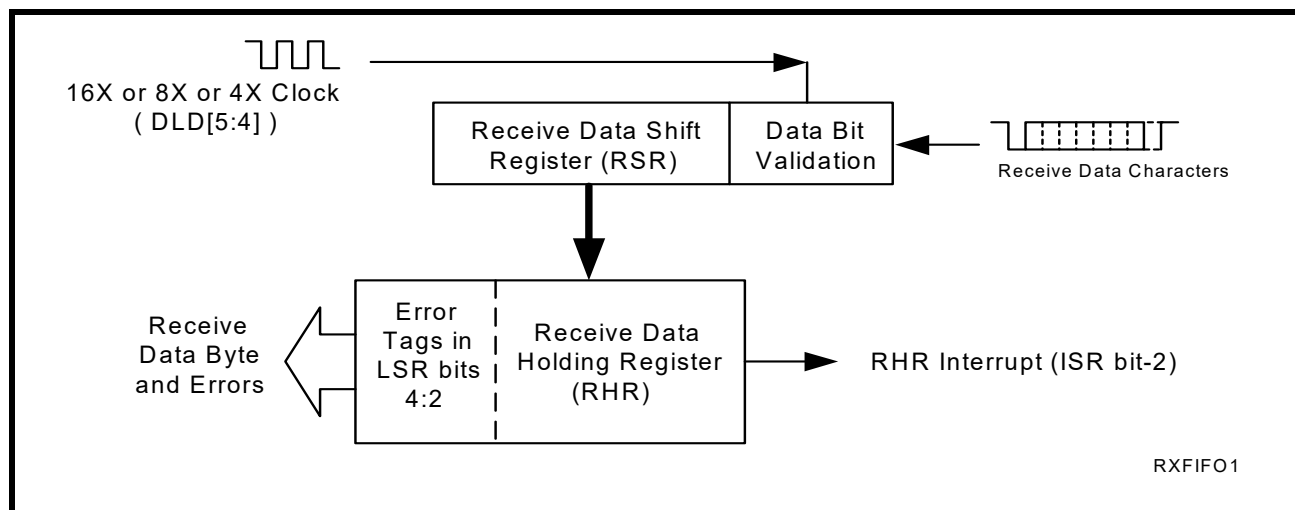 16X or 8X or 4X Clock
( DLD[5:4] )
Receive Data Shift
Register (RSR)
Data Bit
Validation
Receive Data Characters
Receive
Data Byte
and Errors
Error
Tags in
LSR bits
4:2
Receive Data
Holding Register
(RHR)
RHR Interrupt (ISR bit-2)
RXFIFO1